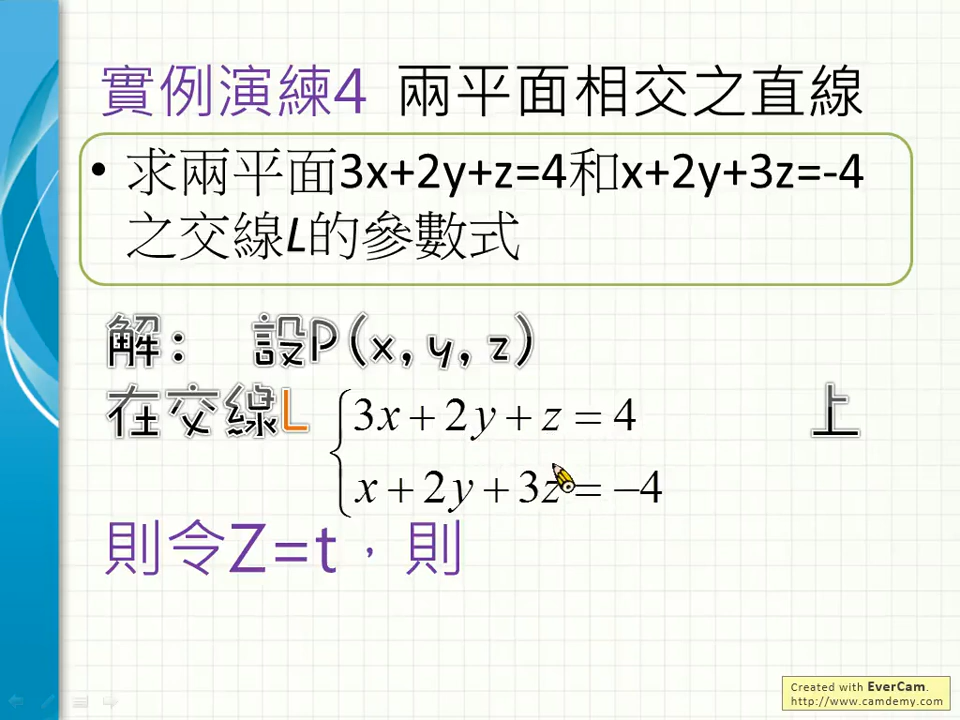 實例演練4 兩平面相交之直線
• 求兩平面3x+2y+z=4和x+2y+3z=-4
之交線L的參數式
解： 設P(x,y,z)
在交線L 3x+2y+z=4 上
x+2y+3z=-4
則令Z=t，則
Created with EverCam.
http://www.camdemy.com